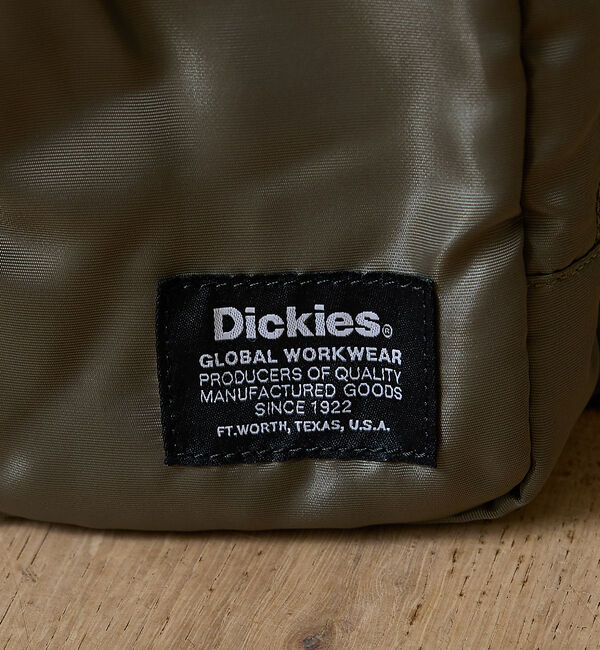 Dickies®
GLOBAL WORKWEAR
PRODUCERS OF QUALITY
MANUFACTURED GOODS
SINCE 1922
FT.WORTH, TEXAS, U.S.A.